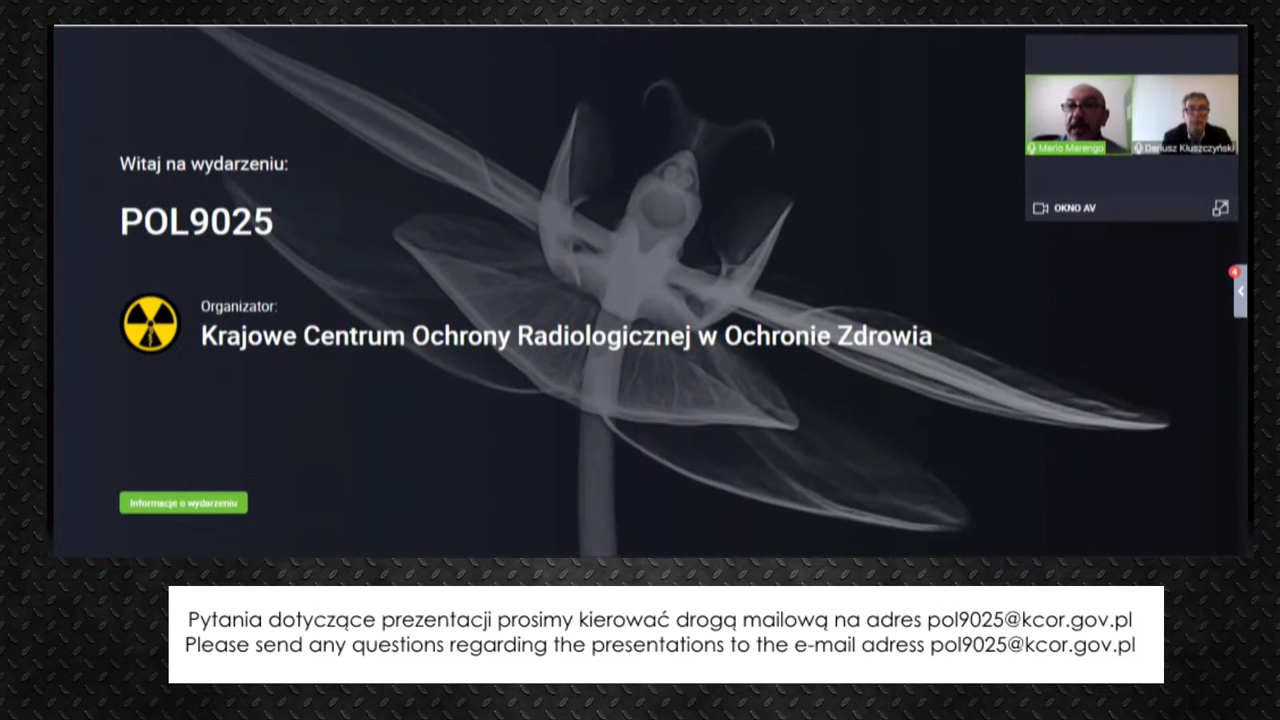 Witaj na wydarzeniu:
POL9025
Organizator:
Krajowe Centrum Ochrony Radiologicznej w Ochronie Zdrowia
Informacje o wydarzeniu
Mario Marengo
Dariusz Kluszczyński
OKNO AV
4
Pytania dotyczące prezentacji prosimy kierować drogą mailową na adres pol9025@kcor.gov.pl
Please send any questions regarding the presentations to the e-mail adress pol9025@kcor.gov.pl